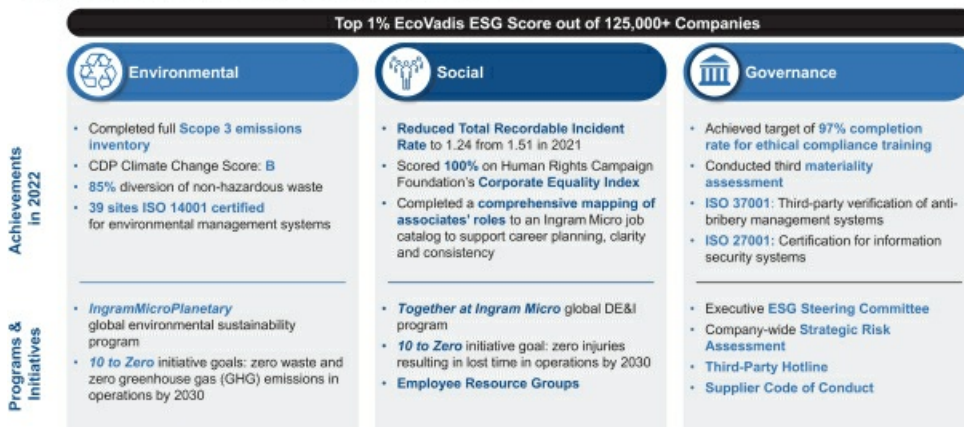 Top 1% EcoVadis ESG Score out of 125,000+ Companies
Environmental
Social
Governance
Achievements
in 2022
• Completed full Scope 3 emissions
inventory
• CDP Climate Change Score: B
• 85% diversion of non-hazardous waste
• 39 sites ISO 14001 certified
for environmental management systems
• Reduced Total Recordable Incident
Rate to 1.24 from 1.51 in 2021
• Scored 100% on Human Rights Campaign
Foundation's Corporate Equality Index
• Completed a comprehensive mapping of
associates' roles to an Ingram Micro job
catalog to support career planning, clarity
and consistency
• Achieved target of 97% completion
rate for ethical compliance training
• Conducted third materiality
assessment
• ISO 37001: Third-party verification of anti-
bribery management systems
• ISO 27001: Certification for information
security systems
Programs &
Initiatives
• IngramMicroPlanetary
global environmental sustainability
program
• 10 to Zero initiative goals: zero waste and
zero greenhouse gas (GHG) emissions in
operations by 2030
• Together at Ingram Micro global DE&I
program
• 10 to Zero initiative goal: zero injuries
resulting in lost time in operations by 2030
• Employee Resource Groups
• Executive ESG Steering Committee
• Company-wide Strategic Risk
Assessment
• Third-Party Hotline
• Supplier Code of Conduct